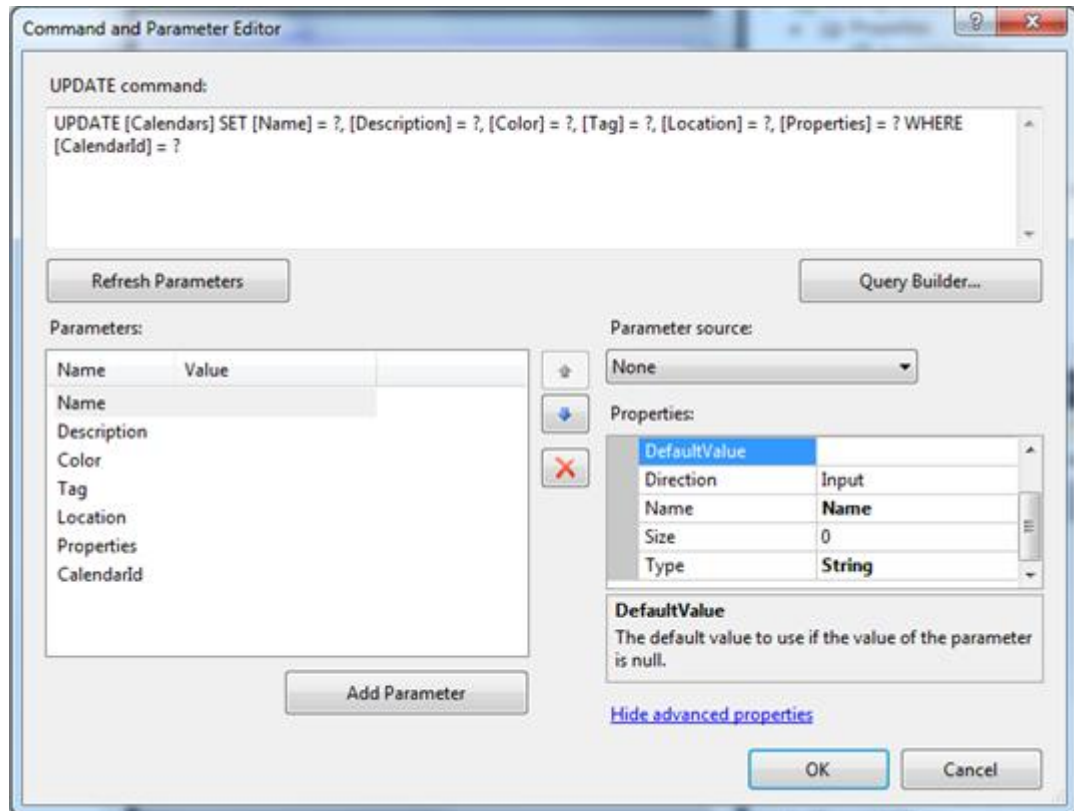 Command and Parameter Editor
UPDATE command:
UPDATE [Calendars] SET [Name] = ?, [Description] = ?, [Color] = ?, [Tag] = ?, [Location] = ?, [Properties] = ? WHERE
[CalendarId] = ?
Refresh Parameters
Query Builder...
Parameters:
Name Value
Name
Description
Color
Tag
Location
Properties
CalendarId
Add Parameter
Parameter source:
None
Properties:
DefaultValue
Direction Input
Name Name
Size 0
Type String
DefaultValue
The default value to use if the value of the parameter
is null.
Hide advanced properties
OK
Cancel